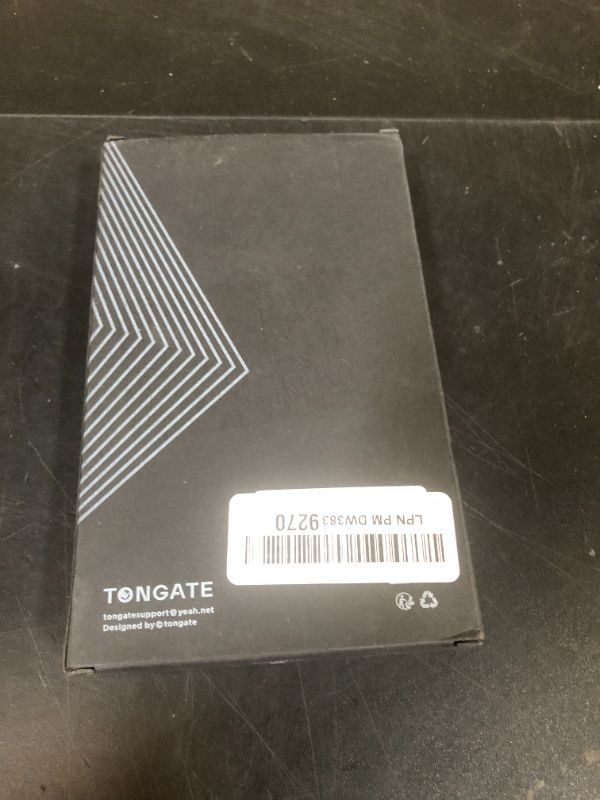 LPN PM DW383 9270
TONGATE
tongatesupport@yeah.net
Designed by@tongate